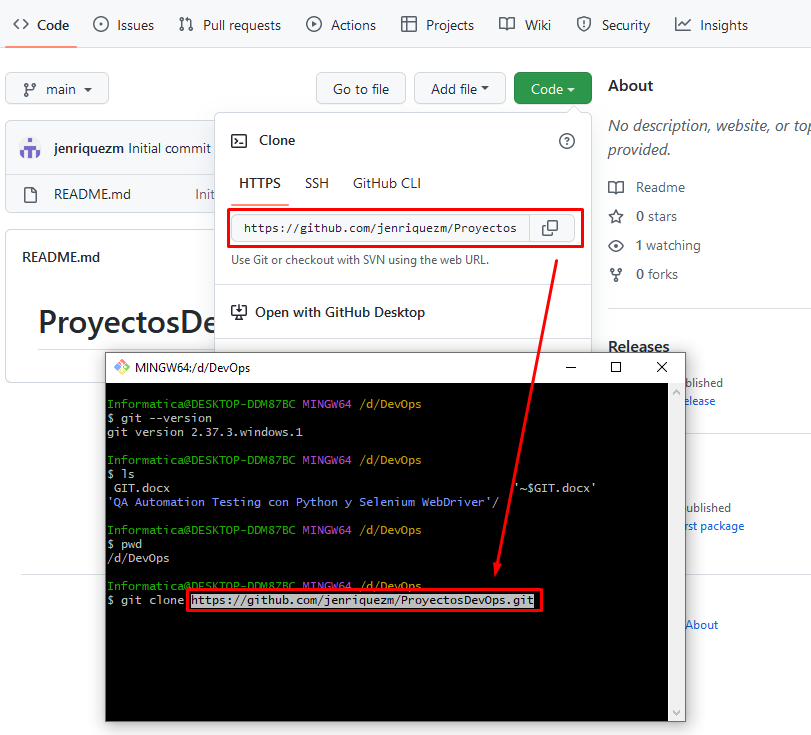 Code Issues Pull requests Actions Projects Wiki Security Insights
main Go to file Add file Code
About
No description, website, or top
provided.
jenriquezm Initial commit
README.md Init
Clone
HTTPS SSH GitHub CLI
https://github.com/jenriquezm/Proyectos
Use Git or checkout with SVN using the web URL.
Open with GitHub Desktop
Readme
0 stars
1 watching
0 forks
README.md
ProyectosDe
Releases
blished
elease
ublished
rst package
About
MINGW64:/d/DevOps
Informatica@DESKTOP-DDM87BC MINGW64 /d/DevOps
$ git --version
git version 2.37.3.windows.1
Informatica@DESKTOP-DDM87BC MINGW64 /d/DevOps
$ ls
GIT.docx '~$GIT.docx'
'QA Automation Testing con Python y Selenium WebDriver'/
Informatica@DESKTOP-DDM87BC MINGW64 /d/DevOps
$ pwd
/d/DevOps
Informatica@DESKTOP-DDM87BC MINGW64 /d/DevOps
$ git clone https://github.com/jenriquezm/ProyectosDevOps.git